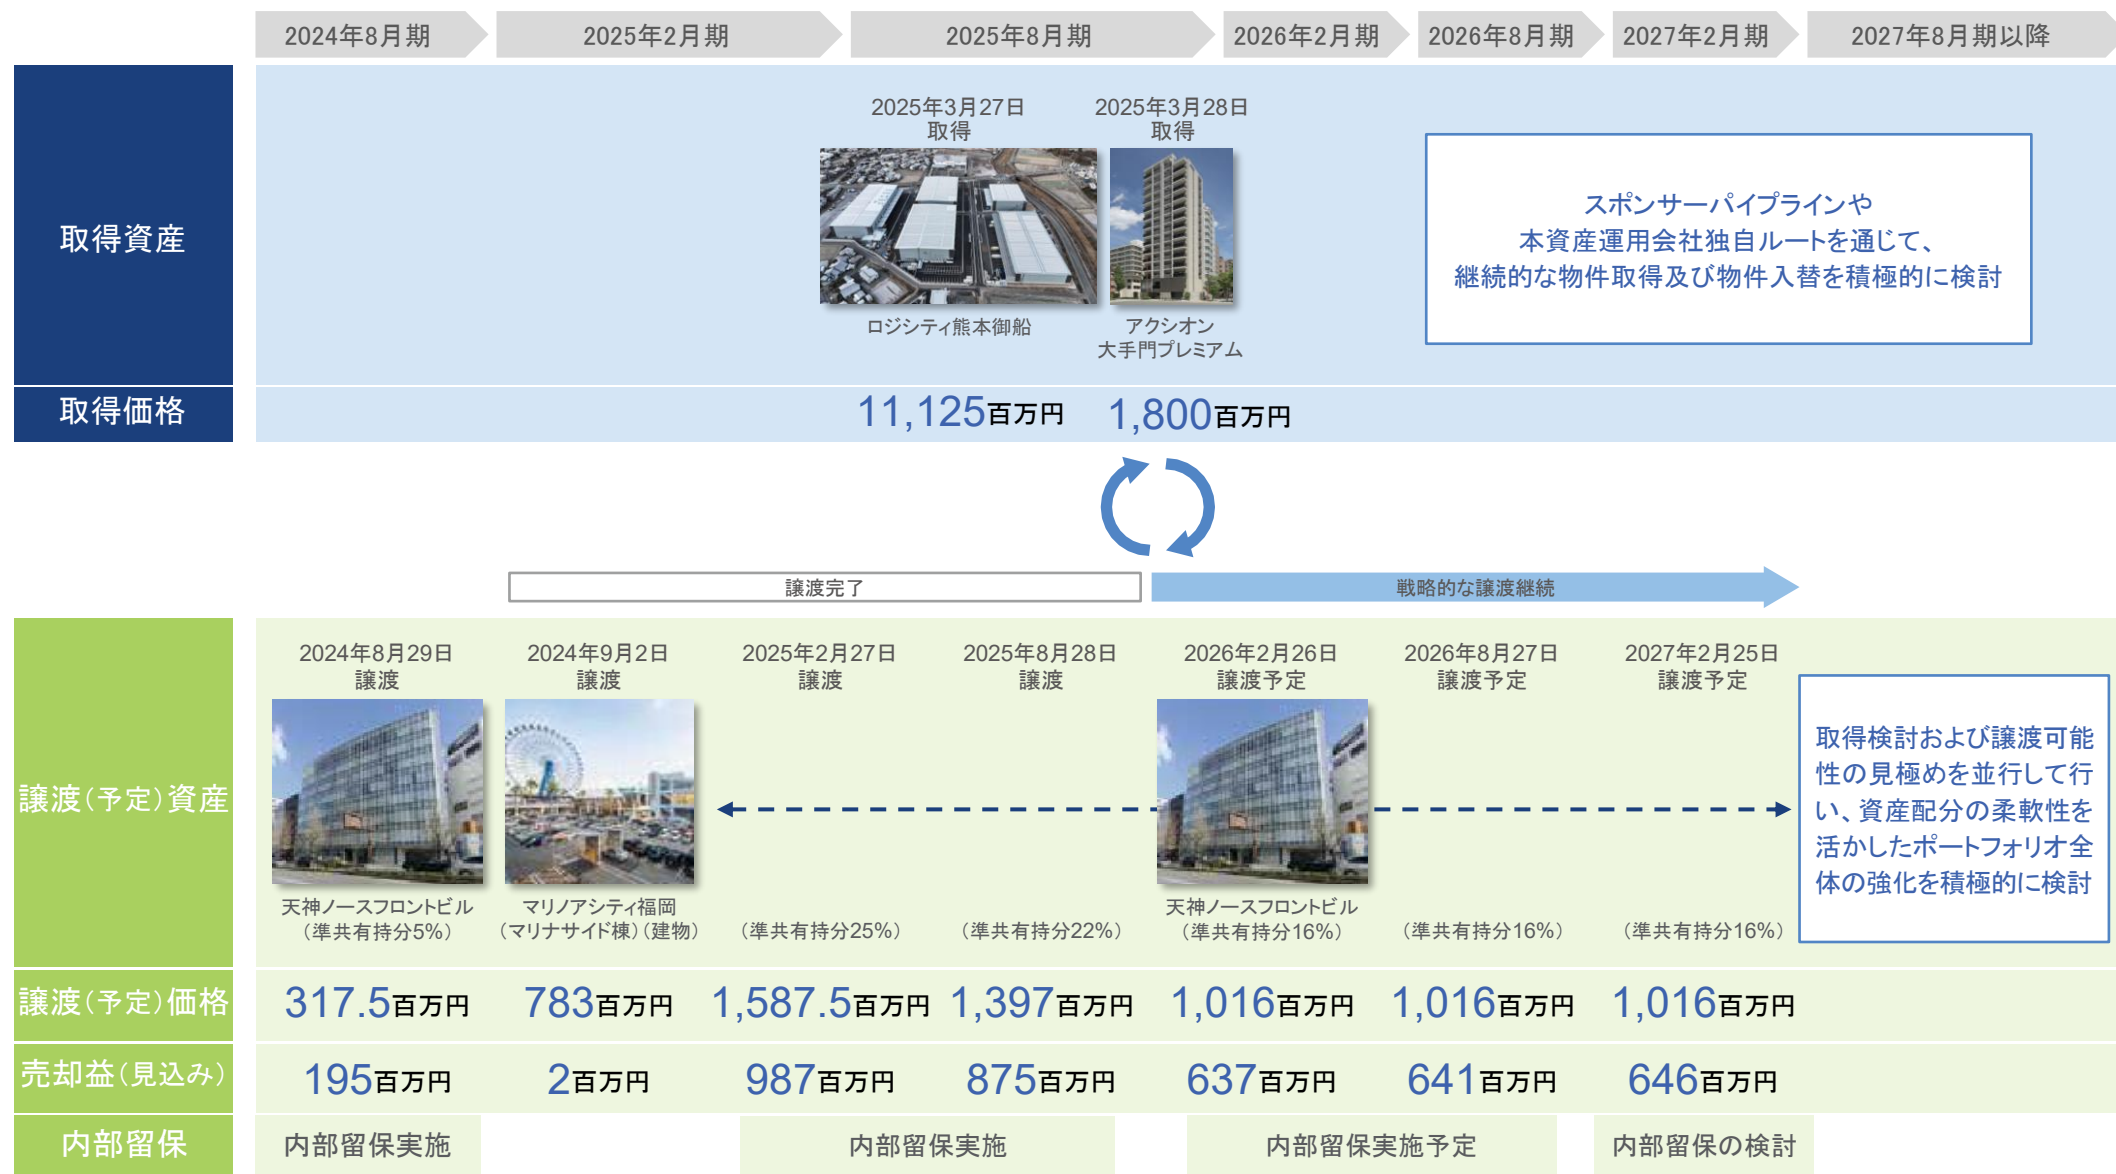 2024年8月期
2025年2月期
2025年8月期
2026年2月期
2026年8月期
2027年2月期
2027年8月期以降
取得資産
2025年3月27日
取得
ロジシティ熊本御船
2025年3月28日
取得
アクシオン
大手門プレミアム
スポンサーパイプラインや
本資産運用会社独自ルートを通じて、
継続的な物件取得及び物件入替を積極的に検討
取得価格
11,125百万円
1,800百万円
譲渡完了
戦略的な譲渡継続
譲渡(予定)資産
2024年8月29日
譲渡
天神ノースフロントビル
(準共有持分5%)
2024年9月2日
譲渡
マリノアシティ福岡
(マリナサイド棟)(建物)
2025年2月27日
譲渡
(準共有持分25%)
2025年8月28日
譲渡
(準共有持分22%)
2026年2月26日
譲渡予定
天神ノースフロントビル
(準共有持分16%)
2026年8月27日
譲渡予定
(準共有持分16%)
2027年2月25日
譲渡予定
(準共有持分16%)
取得検討および譲渡可能
性の見極めを並行して行
い、資産配分の柔軟性を
活かしたポートフォリオ全
体の強化を積極的に検討
譲渡(予定)価格
317.5百万円
783百万円
1,587.5百万円
1,397百万円
1,016百万円
1,016百万円
1,016百万円
売却益(見込み)
195百万円
2百万円
987百万円
875百万円
637百万円
641百万円
646百万円
内部留保
内部留保実施
内部留保実施
内部留保実施予定
内部留保の検討